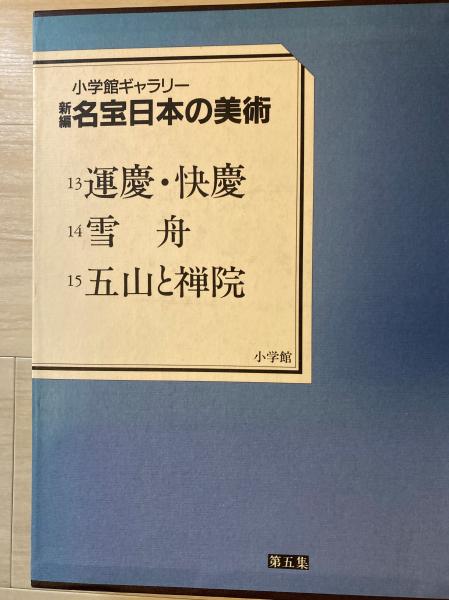 小学館ギャラリー
新編 名宝日本の美術
13 運慶・快慶
14 雪舟
15 五山と禅院
小学館
第五集